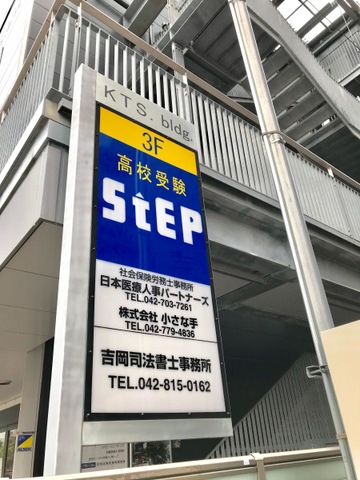 KTS. bldg.
3F
高校受験
StEP
社会保険労務士事務所
日本医療人事パートナーズ
TEL.042-703-7261
株式会社 小さな手
TEL.042-779-4836
吉岡司法書士事務所
TEL.042-815-0162